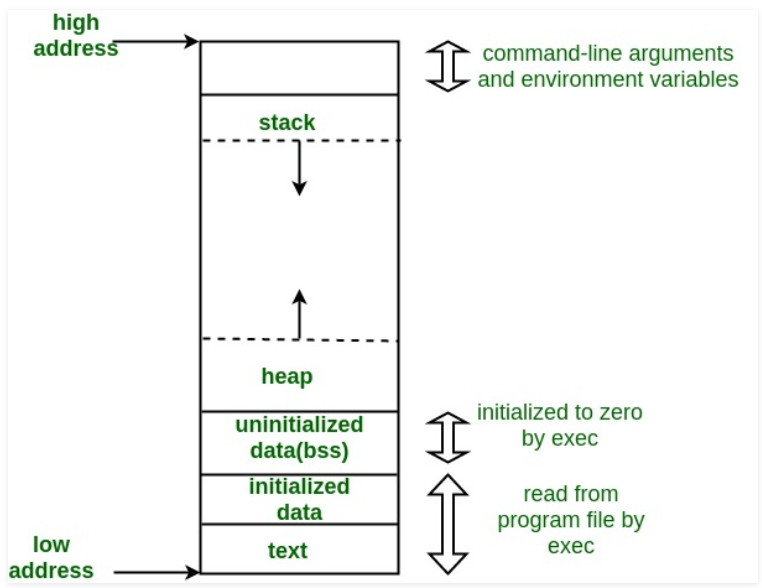 high
address
command-line arguments
and environment variables
stack
heap
uninitialized
data(bss)
initialized to zero
by exec
initialized
data
read from
program file by
exec
text
low
address